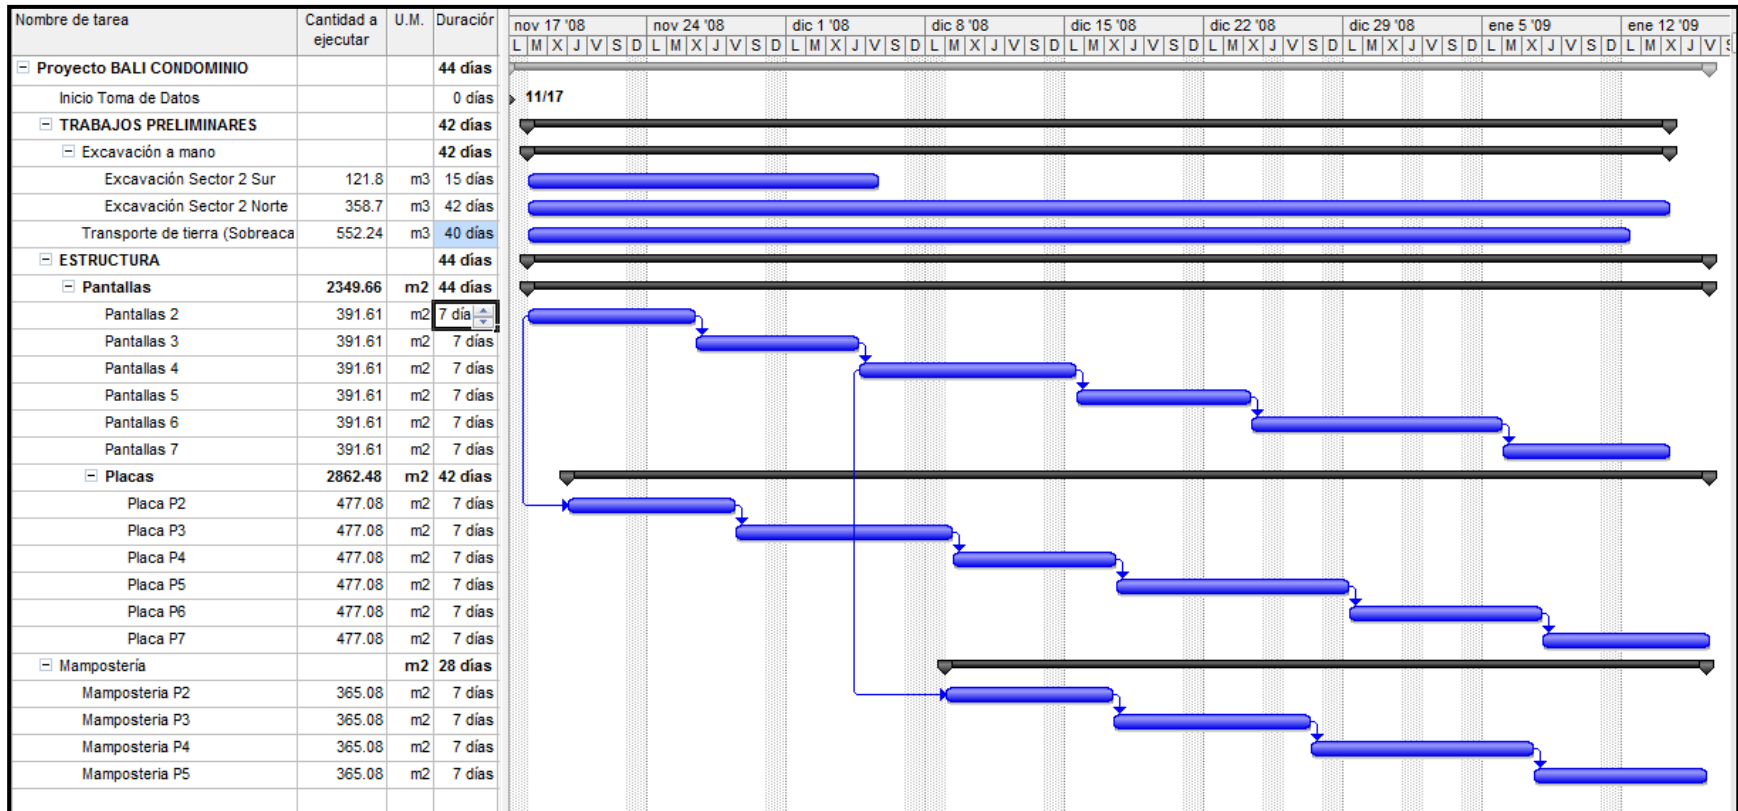 Nombre de tarea Cantidad a ejecutar U.M. Duración
nov 17 '08 nov 24 '08 dic 1 '08 dic 8 '08 dic 15 '08 dic 22 '08 dic 29 '08 ene 5 '09 ene 12 '09
L M X J V S D L M X J V S D L M X J V S D L M X J V S D L M X J V S D L M X J V S D L M X J V S D L M X J V S D L M X J V S
Proyecto BALI CONDOMINIO 44 días
Inicio Toma de Datos 0 días 11/17
TRABAJOS PRELIMINARES 42 días
Excavación a mano 42 días
Excavación Sector 2 Sur 121.8 m3 15 días
Excavación Sector 2 Norte 358.7 m3 42 días
Transporte de tierra (Sobreaca 552.24 m3 40 días
ESTRUCTURA 44 días
Pantallas 2349.66 m2 44 días
Pantallas 2 391.61 m2 7 día
Pantallas 3 391.61 m2 7 días
Pantallas 4 391.61 m2 7 días
Pantallas 5 391.61 m2 7 días
Pantallas 6 391.61 m2 7 días
Pantallas 7 391.61 m2 7 días
Placas 2862.48 m2 42 días
Placa P2 477.08 m2 7 días
Placa P3 477.08 m2 7 días
Placa P4 477.08 m2 7 días
Placa P5 477.08 m2 7 días
Placa P6 477.08 m2 7 días
Placa P7 477.08 m2 7 días
Mampostería m2 28 días
Mamposteria P2 365.08 m2 7 días
Mamposteria P3 365.08 m2 7 días
Mamposteria P4 365.08 m2 7 días
Mamposteria P5 365.08 m2 7 días